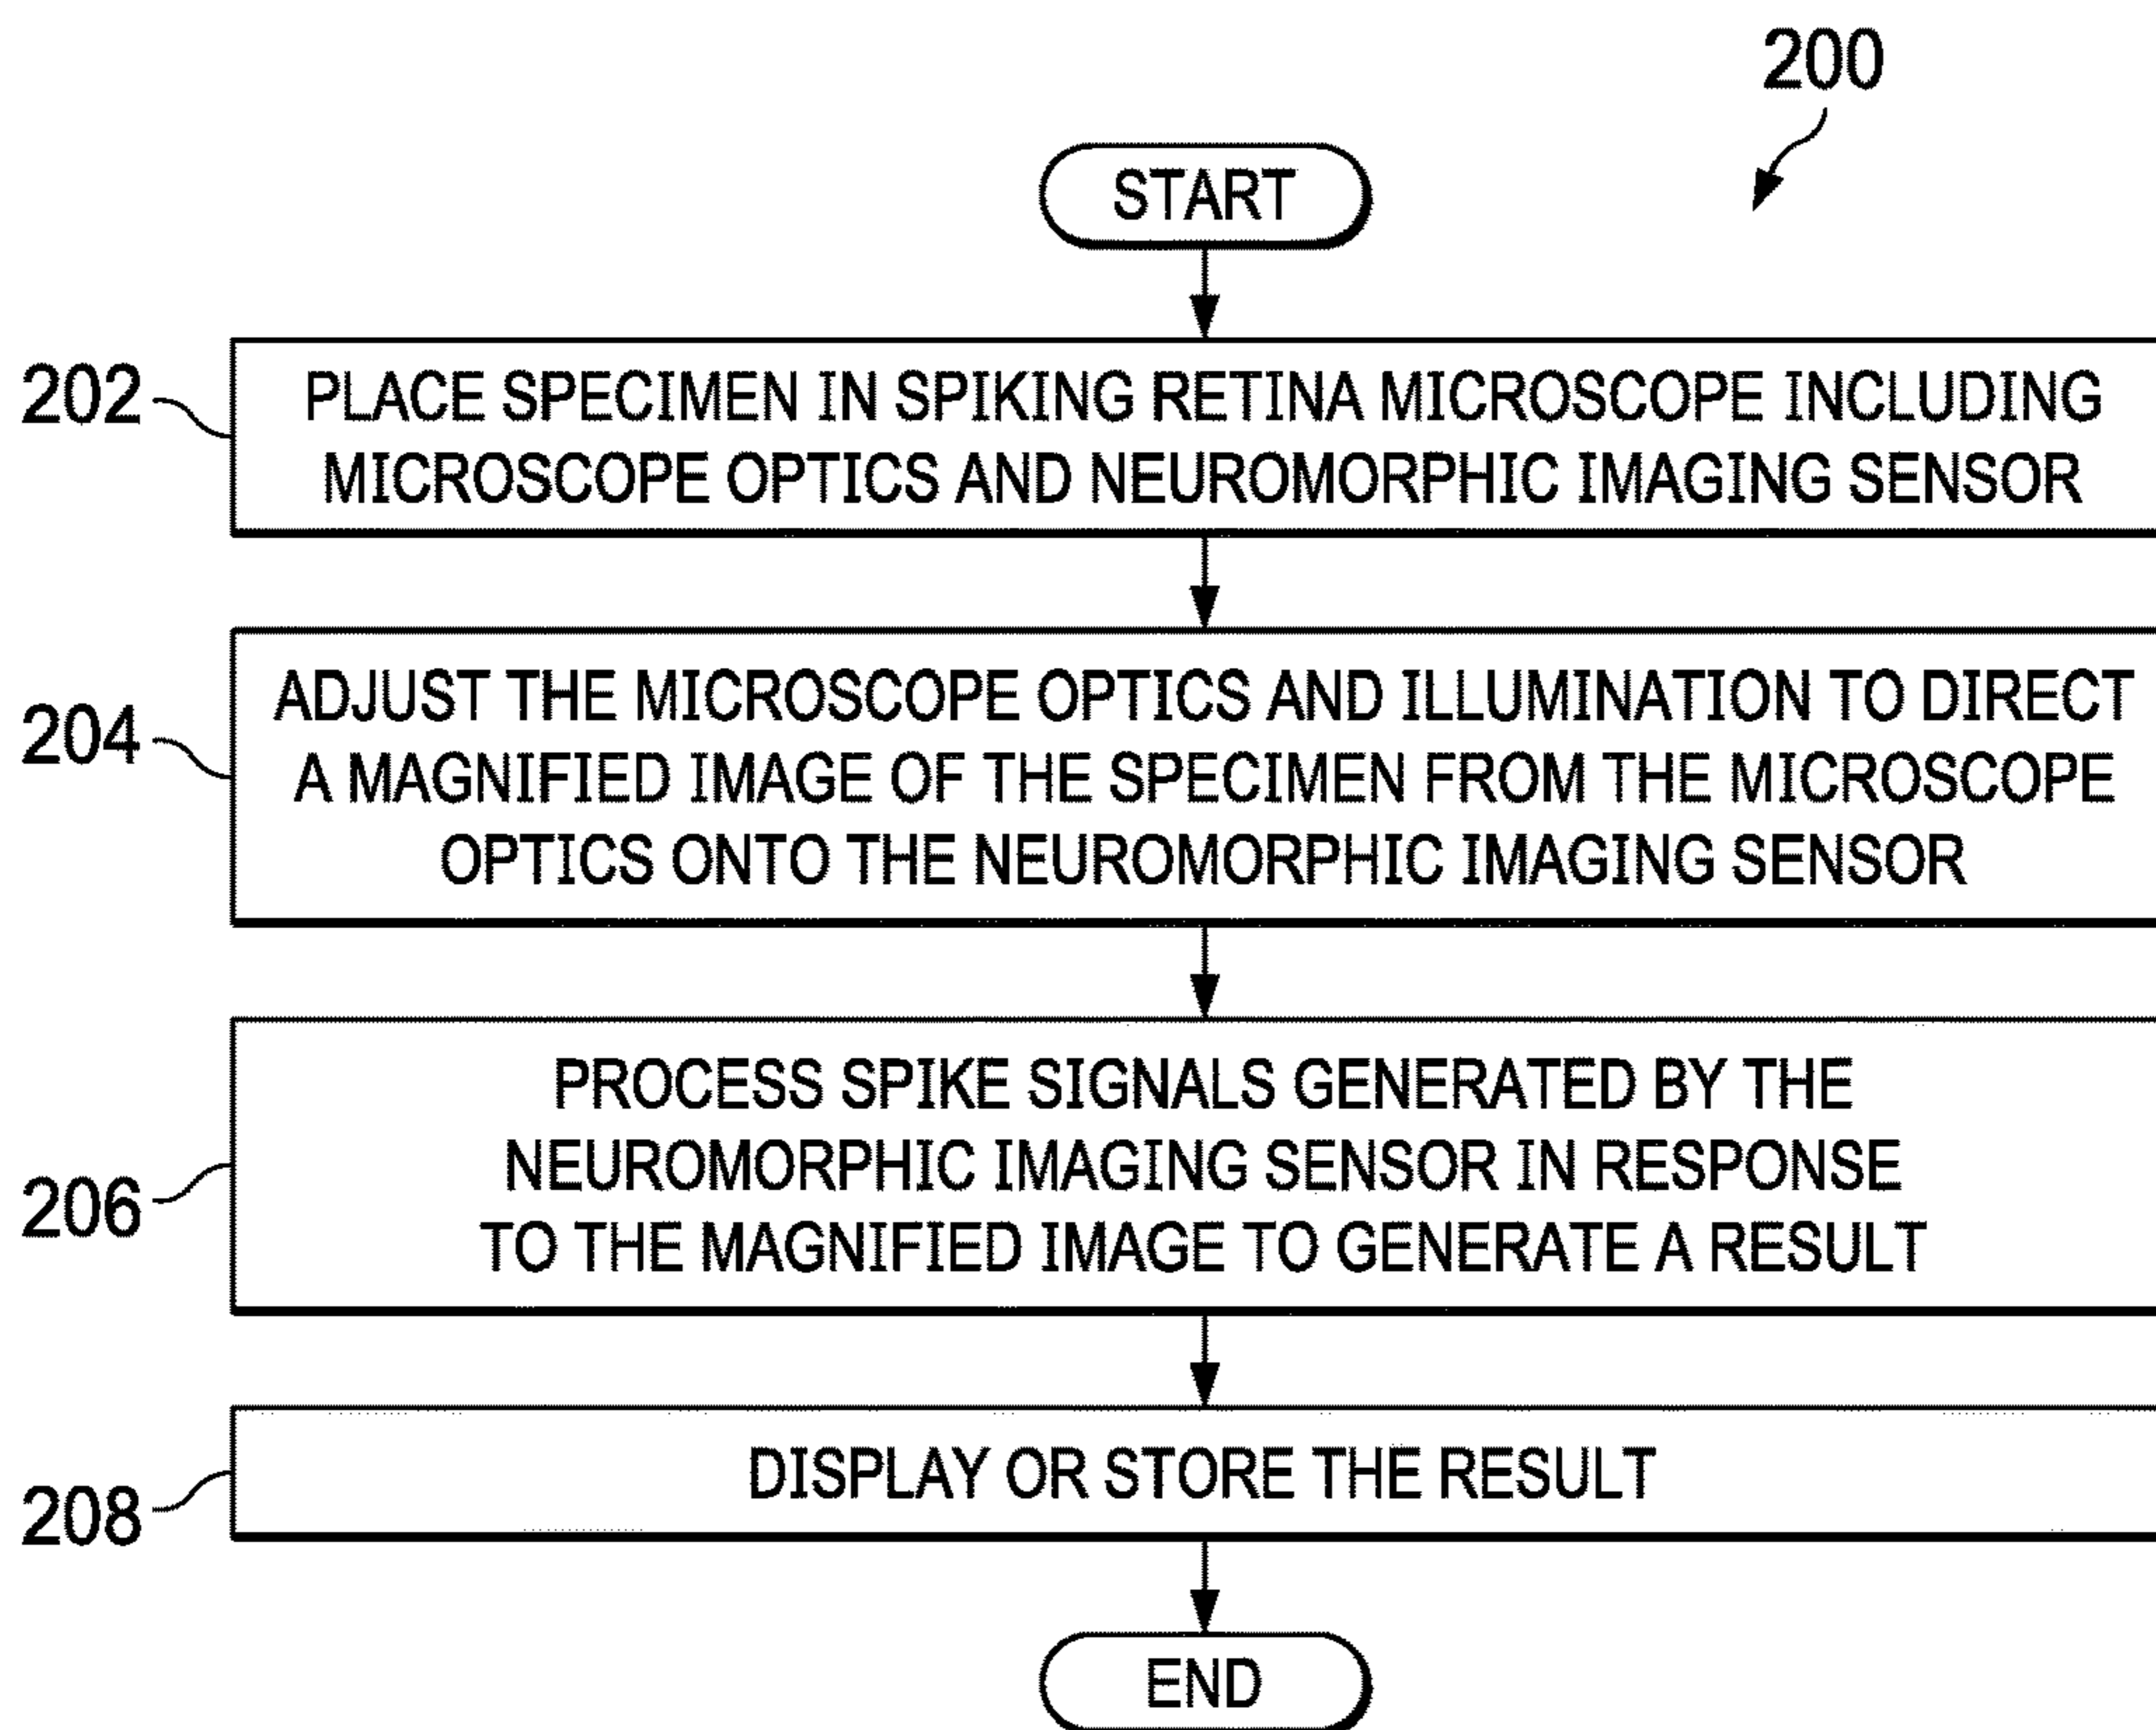 200
START
202
PLACE SPECIMEN IN SPIKING RETINA MICROSCOPE INCLUDING
MICROSCOPE OPTICS AND NEUROMORPHIC IMAGING SENSOR
204
ADJUST THE MICROSCOPE OPTICS AND ILLUMINATION TO DIRECT
A MAGNIFIED IMAGE OF THE SPECIMEN FROM THE MICROSCOPE
OPTICS ONTO THE NEUROMORPHIC IMAGING SENSOR
206
PROCESS SPIKE SIGNALS GENERATED BY THE
NEUROMORPHIC IMAGING SENSOR IN RESPONSE
TO THE MAGNIFIED IMAGE TO GENERATE A RESULT
208
DISPLAY OR STORE THE RESULT
END